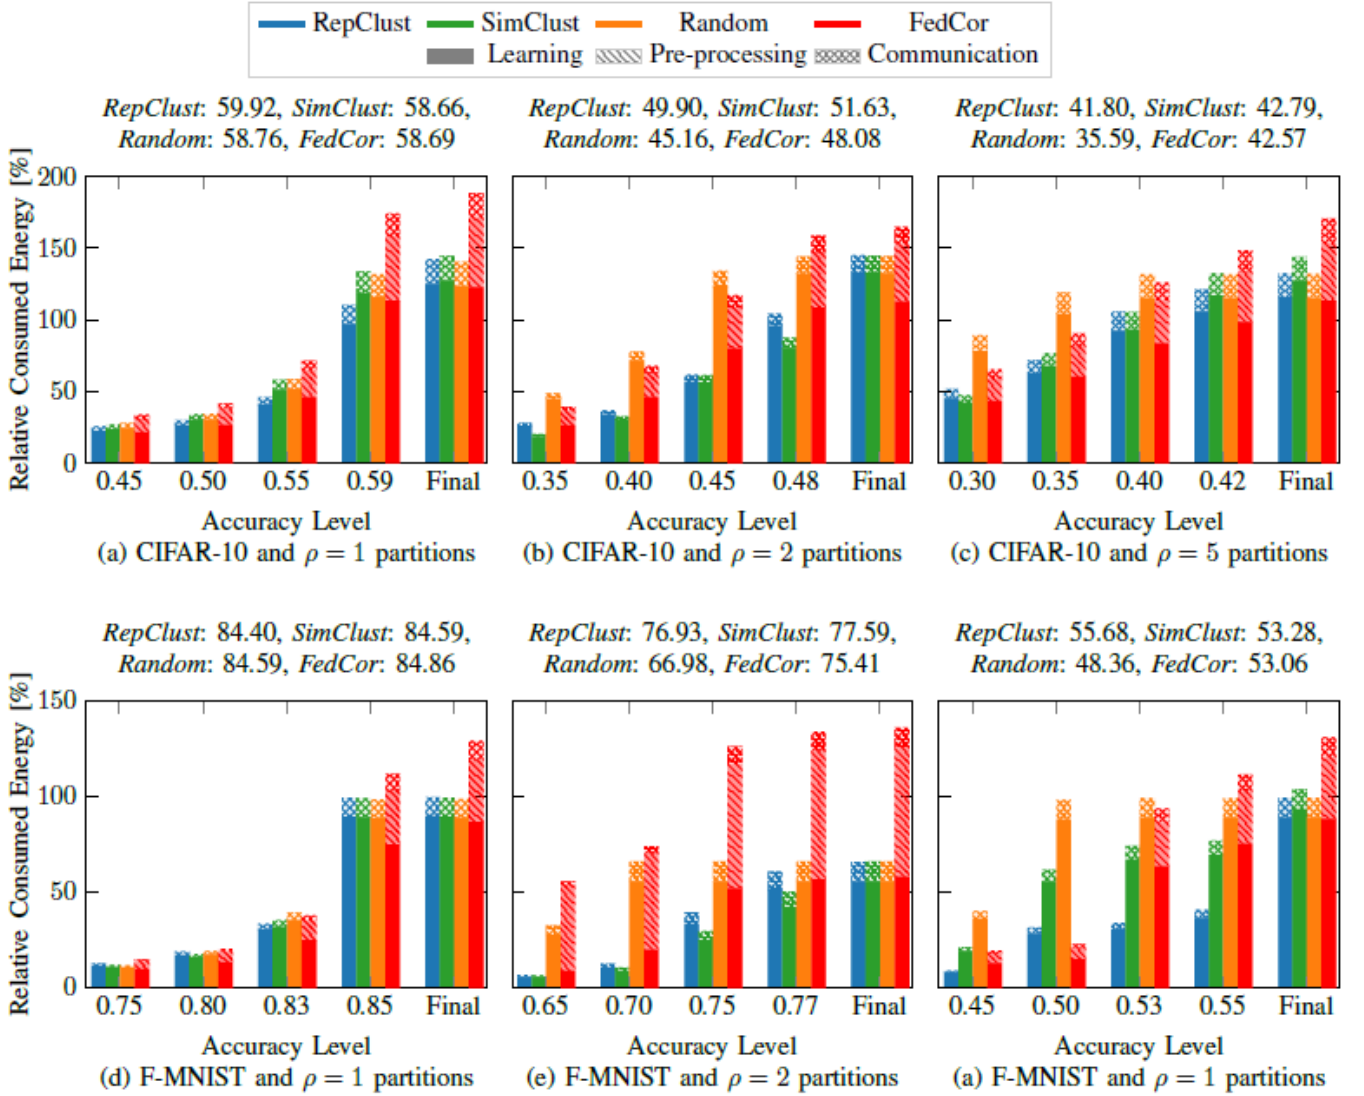 RepClust SimClust Random FedCor
Learning Pre-processing Communication
RepClust: 59.92, SimClust: 58.66,
Random: 58.76, FedCor: 58.69
RepClust: 49.90, SimClust: 51.63,
Random: 45.16, FedCor: 48.08
RepClust: 41.80, SimClust: 42.79,
Random: 35.59, FedCor: 42.57
Relative Consumed Energy [%]
200
150
100
50
0
0.45 0.50 0.55 0.59 Final
Accuracy Level
(a) CIFAR-10 and ρ = 1 partitions
0.35 0.40 0.45 0.48 Final
Accuracy Level
(b) CIFAR-10 and ρ = 2 partitions
0.30 0.35 0.40 0.42 Final
Accuracy Level
(c) CIFAR-10 and ρ = 5 partitions
RepClust: 84.40, SimClust: 84.59,
Random: 84.59, FedCor: 84.86
RepClust: 76.93, SimClust: 77.59,
Random: 66.98, FedCor: 75.41
RepClust: 55.68, SimClust: 53.28,
Random: 48.36, FedCor: 53.06
Relative Consumed Energy [%]
150
100
50
0
0.75 0.80 0.83 0.85 Final
Accuracy Level
(d) F-MNIST and ρ = 1 partitions
0.65 0.70 0.75 0.77 Final
Accuracy Level
(e) F-MNIST and ρ = 2 partitions
0.45 0.50 0.53 0.55 Final
Accuracy Level
(a) F-MNIST and ρ = 1 partitions